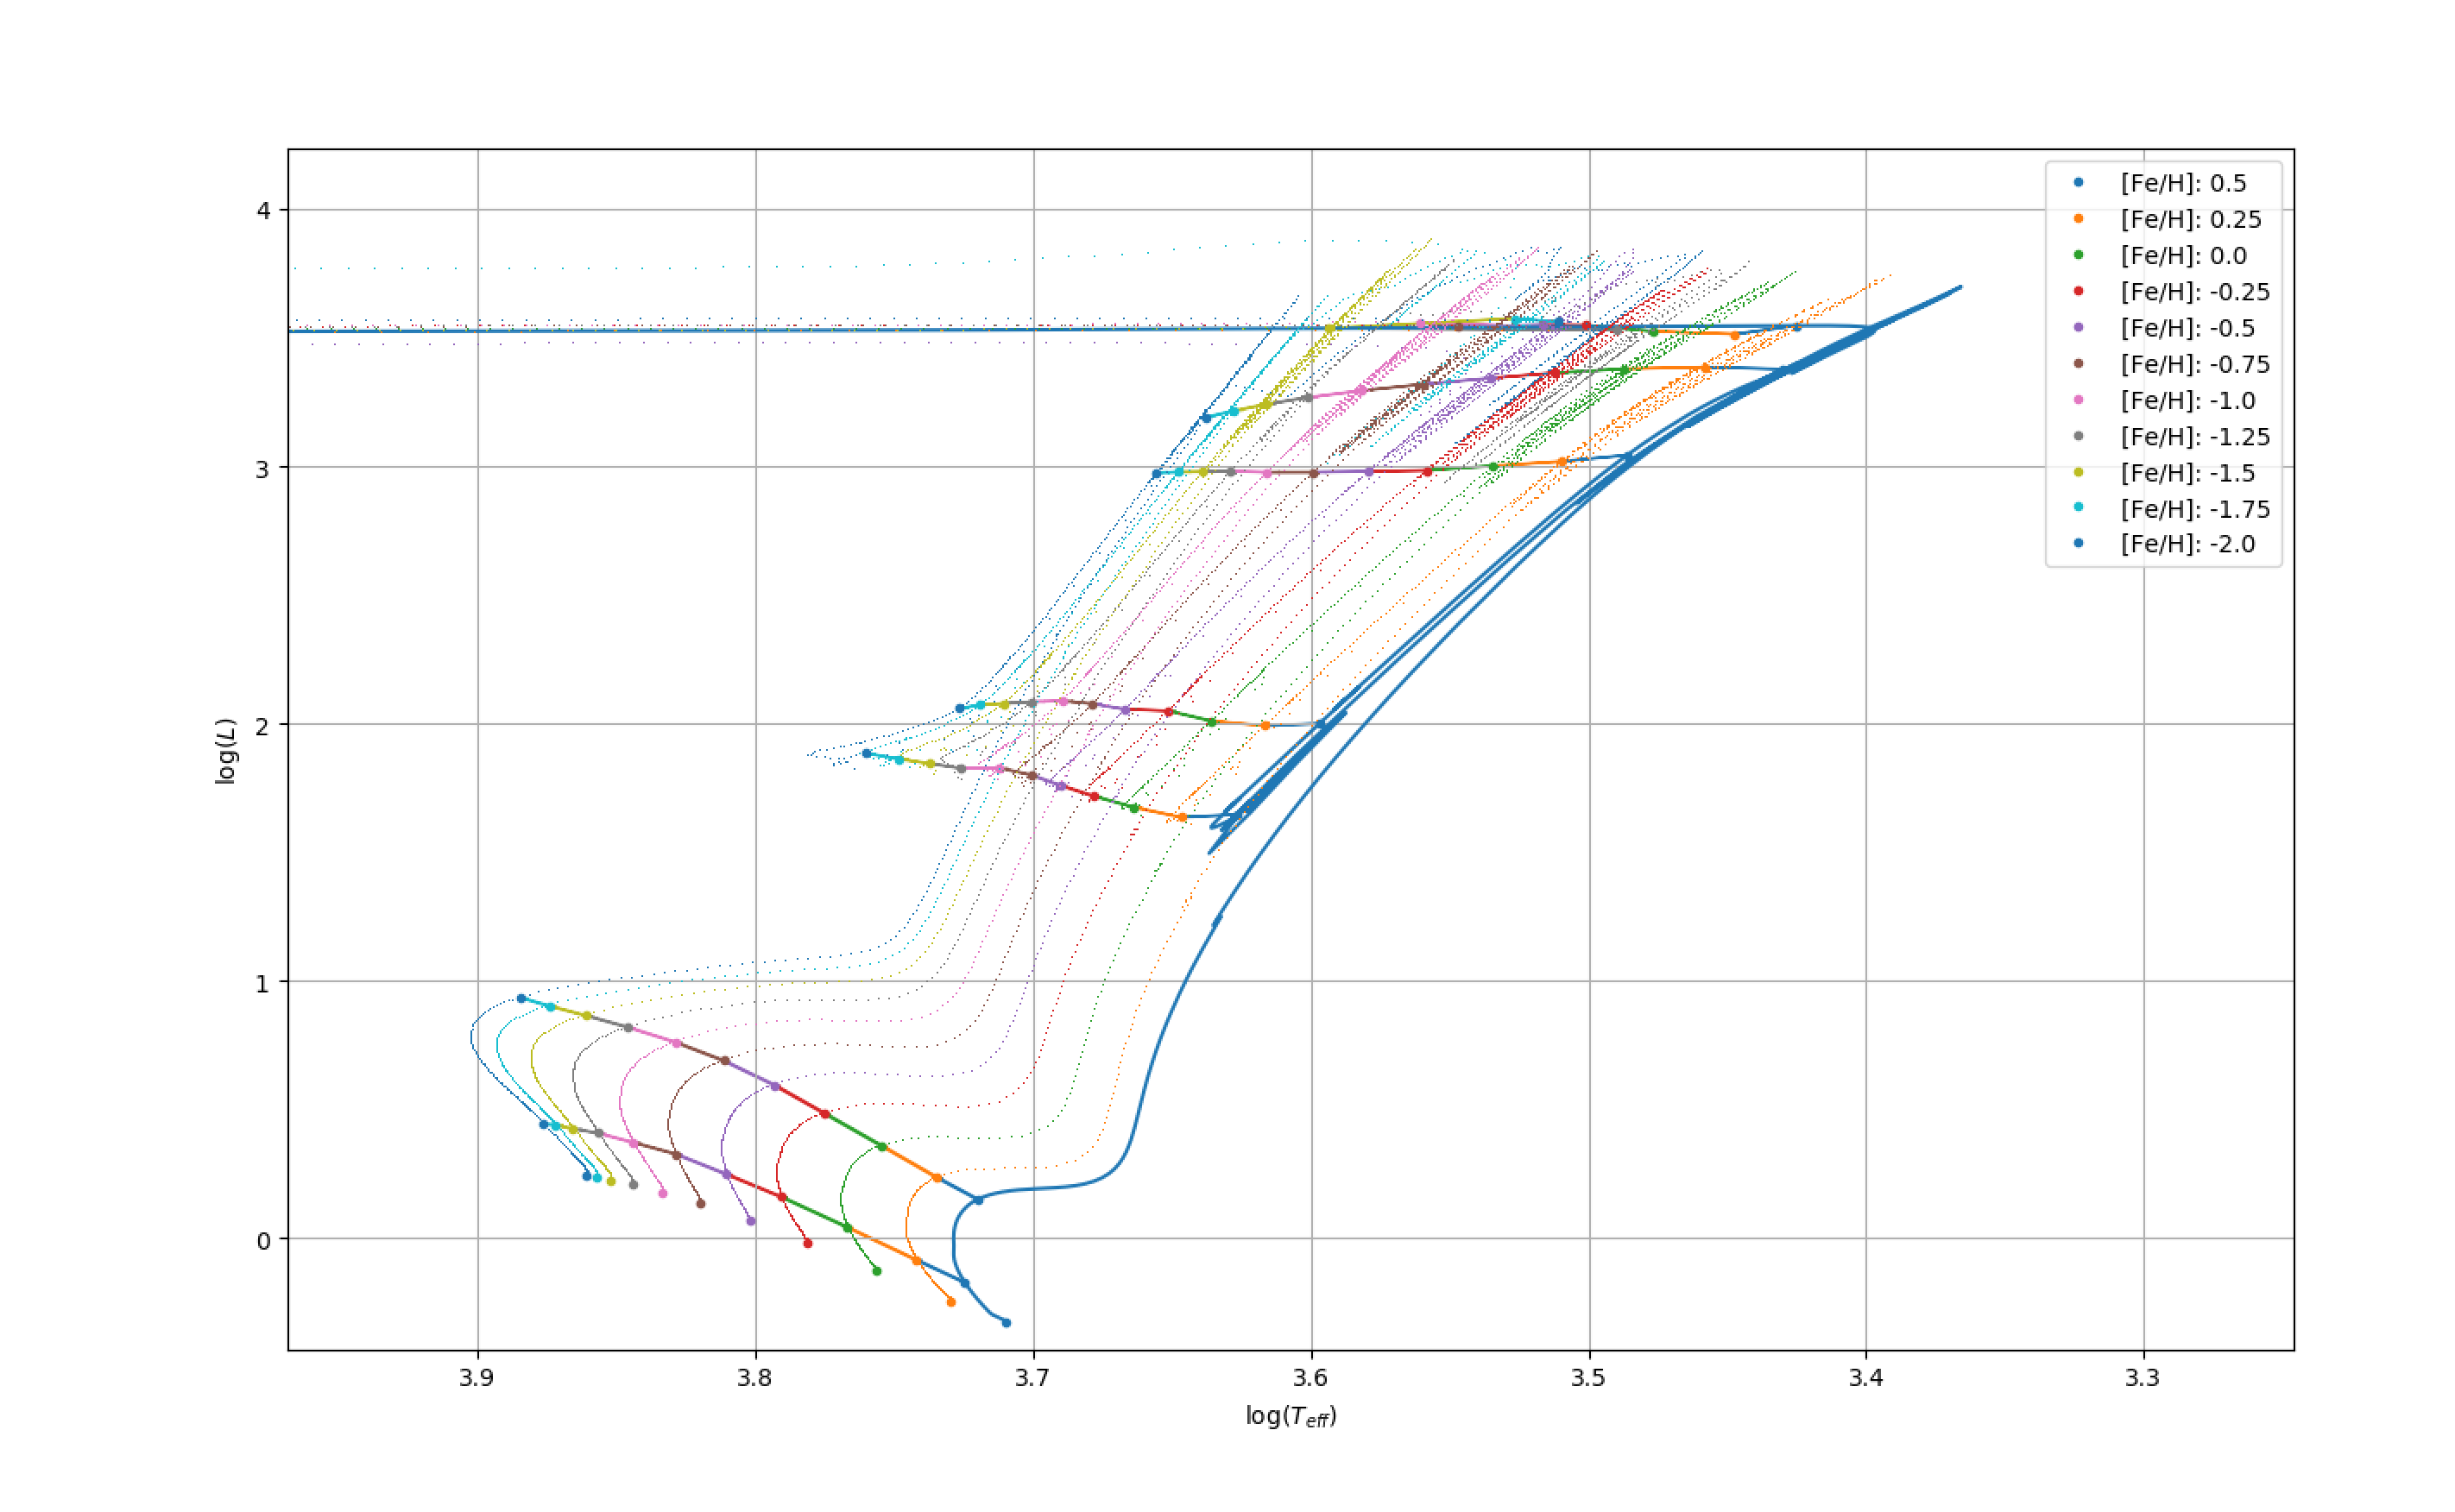 4
3
2
1
0
log(L)
3.9
3.8
3.7
3.6
3.5
3.4
3.3
log(T_eff)
[Fe/H]: 0.5
[Fe/H]: 0.25
[Fe/H]: 0.0
[Fe/H]: -0.25
[Fe/H]: -0.5
[Fe/H]: -0.75
[Fe/H]: -1.0
[Fe/H]: -1.25
[Fe/H]: -1.5
[Fe/H]: -1.75
[Fe/H]: -2.0